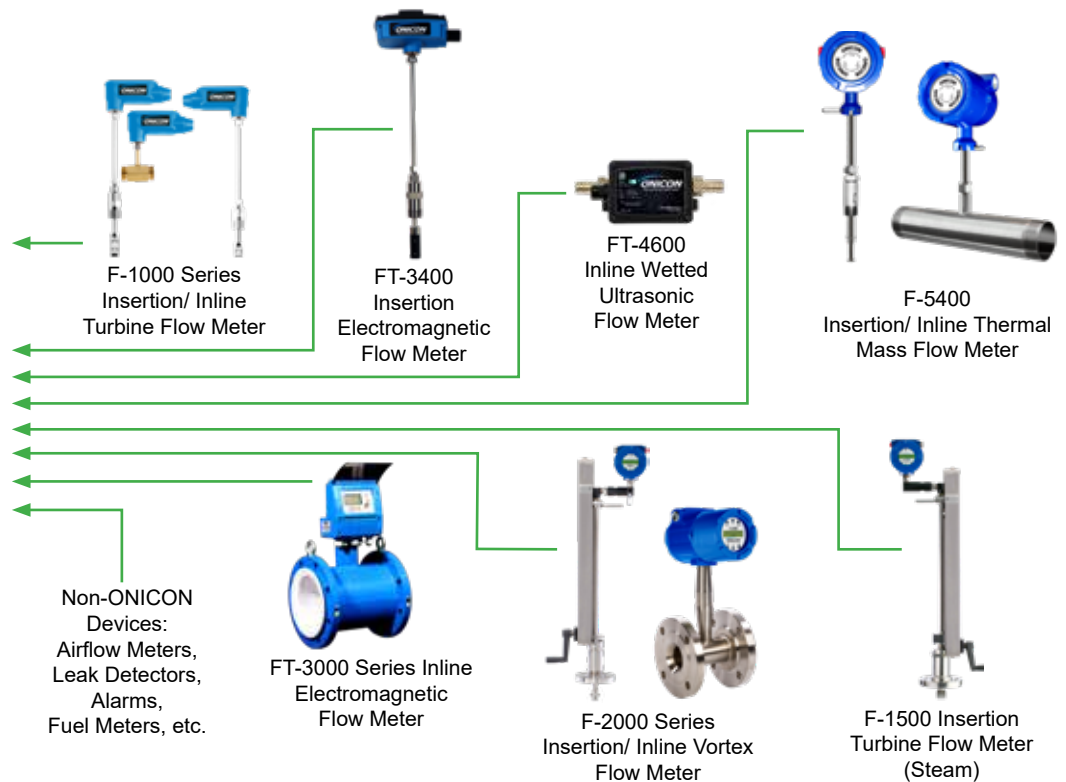 ONICON
ONICON
ONICON
ONICON
ONICON
F-1000 Series
Insertion/ Inline
Turbine Flow Meter
FT-3400
Insertion
Electromagnetic
Flow Meter
FT-4600
Inline Wetted
Ultrasonic
Flow Meter
F-5400
Insertion/ Inline Thermal
Mass Flow Meter
Non-ONICON
Devices:
Airflow Meters,
Leak Detectors,
Alarms,
Fuel Meters, etc.
FT-3000 Series Inline
Electromagnetic
Flow Meter
F-2000 Series
Insertion/ Inline Vortex
Flow Meter
F-1500 Insertion
Turbine Flow Meter
(Steam)